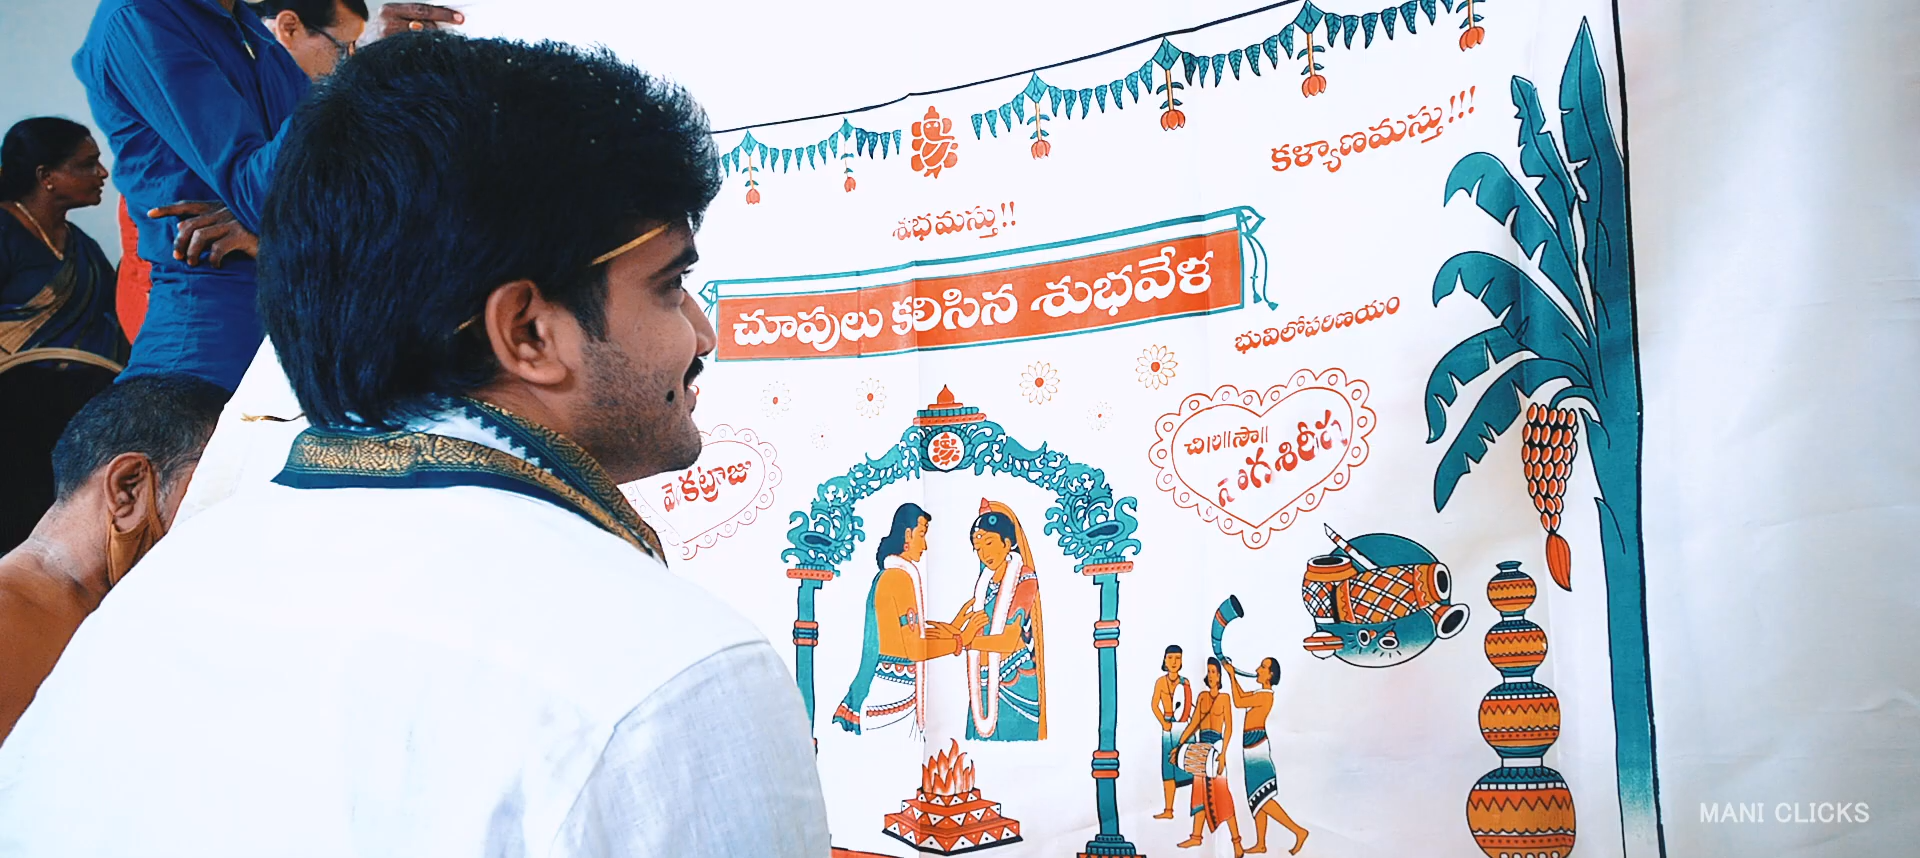 కళ్యాణమస్తు!!!
శుభమస్తు!!
చూపులు కలిసిన శుభవేళ
భువిలోపరిణయం
చి॥ల॥సౌ॥
వెంకట్రాజు
MANI CLICKS